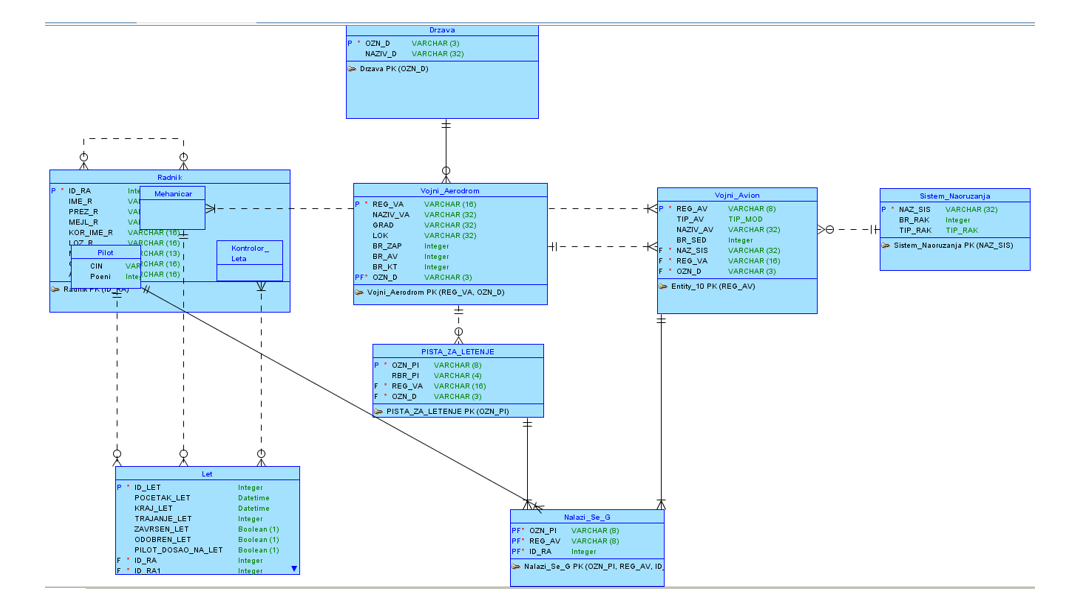 Drzava
P * OZN_D VARCHAR (3)
NAZIV_D VARCHAR (32)
Drzava PK (OZN_D)
Radnik
P * ID_RA Inte
IME_R VA
PREZ_R VA
MEJL_R VAR
KOR_IME_R VARCHAR (16)
LOZ_R (16)
(13)
(16)
VARCHAR (16)
Radnik PK (ID_RA)
Mehanicar
Pilot
CIN VAR
Poeni Inte
Kontrolor_
Leta
Vojni_Aerodrom
P * REG_VA VARCHAR (16)
NAZIV_VA VARCHAR (32)
GRAD VARCHAR (32)
LOK VARCHAR (32)
BR_ZAP Integer
BR_AV Integer
BR_KT Integer
PF* OZN_D VARCHAR (3)
Vojni_Aerodrom PK (REG_VA, OZN_D)
Vojni_Avion
P * REG_AV VARCHAR (8)
TIP_AV TIP_MOD
NAZIV_AV VARCHAR (32)
BR_SED Integer
F * NAZ_SIS VARCHAR (32)
F * REG_VA VARCHAR (16)
F * OZN_D VARCHAR (3)
Entity_10 PK (REG_AV)
Sistem_Naoruzanja
P * NAZ_SIS VARCHAR (32)
BR_RAK Integer
TIP_RAK TIP_RAK
Sistem_Naoruzanja PK (NAZ_SIS)
PISTA_ZA_LETENJE
P * OZN_PI VARCHAR (8)
RBR_PI VARCHAR (4)
F * REG_VA VARCHAR (16)
F * OZN_D VARCHAR (3)
PISTA_ZA_LETENJE PK (OZN_PI)
Let
P * ID_LET Integer
POCETAK_LET Datetime
KRAJ_LET Datetime
TRAJANJE_LET Integer
ZAVRSEN_LET Boolean (1)
ODOBREN_LET Boolean (1)
PILOT_DOSAO_NA_LET Boolean (1)
F * ID_RA Integer
F * ID_RA1 Integer
Nalazi_Se_G
PF* OZN_PI VARCHAR (8)
PF* REG_AV VARCHAR (8)
PF* ID_RA Integer
Nalazi_Se_G PK (OZN_PI, REG_AV, ID_